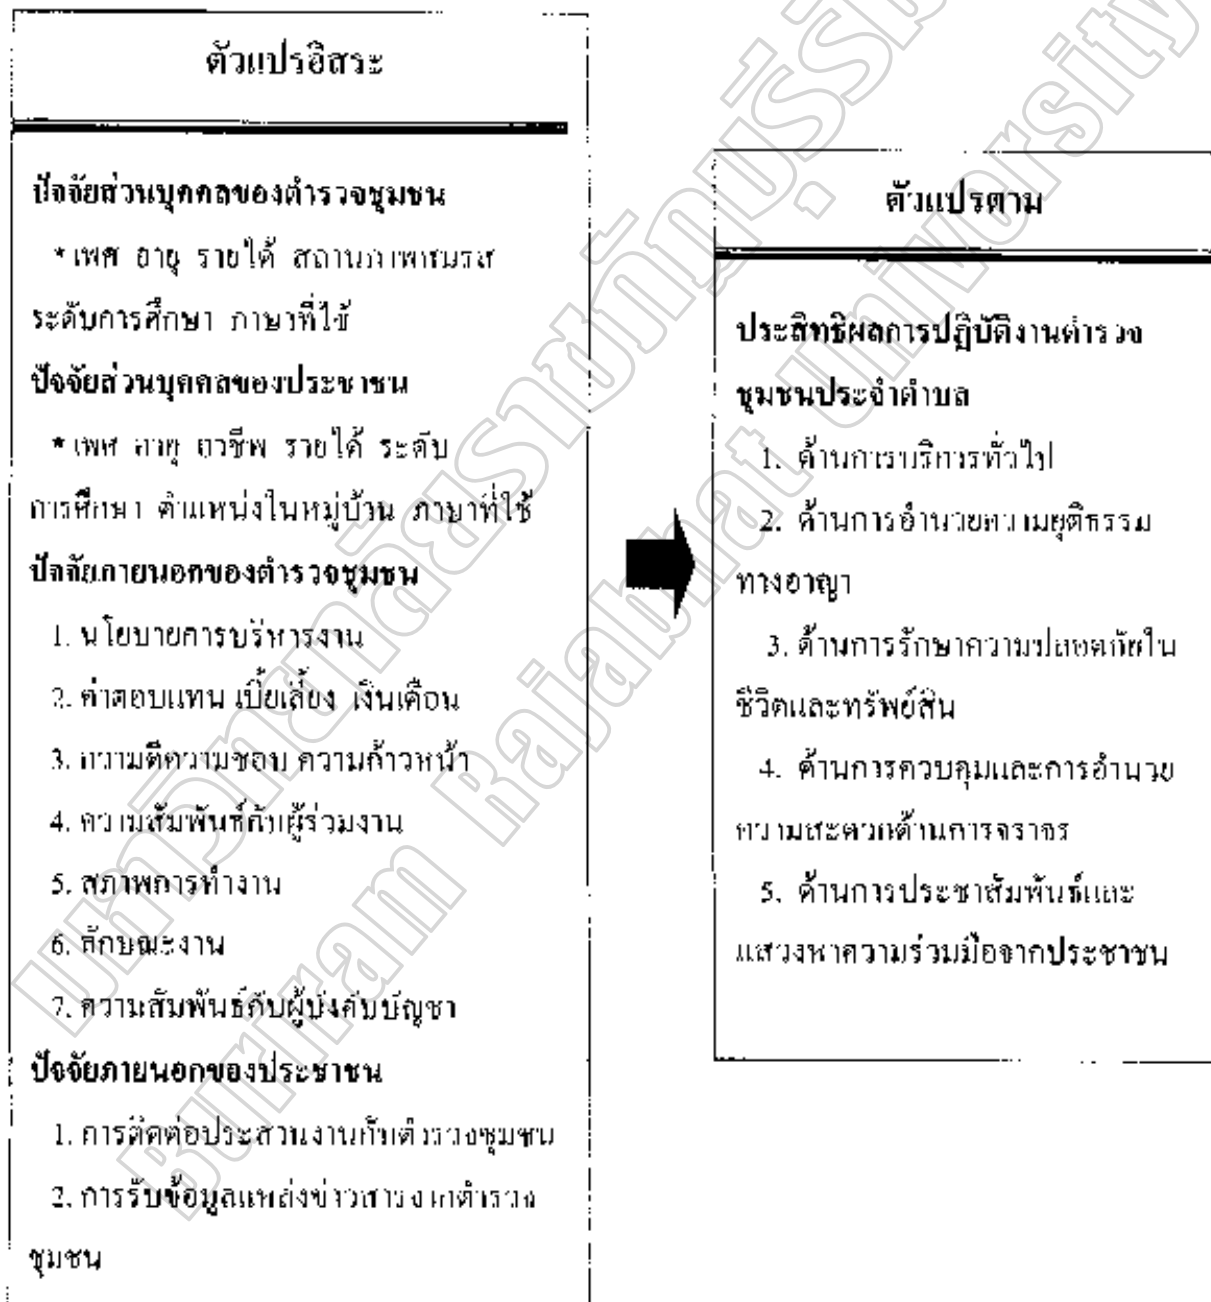 ตัวแปรอิสระ
ปัจจัยส่วนบุคคลของตำรวจชุมชน
* เพศ อายุ รายได้ สถานภาพสมรส
ระดับการศึกษา ภาษาที่ใช้
ปัจจัยส่วนบุคคลของประชาชน
* เพศ อายุ อาชีพ รายได้ ระดับ
การศึกษา ตำแหน่งในหมู่บ้าน ภาษาที่ใช้
ปัจจัยภายนอกของตำรวจชุมชน
1. นโยบายการบริหารงาน
2. ค่าตอบแทน เบี้ยเลี้ยง เงินเดือน
3. ความดีความชอบ ความก้าวหน้า
4. ความสัมพันธ์กับผู้ร่วมงาน
5. สภาพการทำงาน
6. ลักษณะงาน
7. ความสัมพันธ์กับผู้บังคับบัญชา
ปัจจัยภายนอกของประชาชน
1. การติดต่อประสานงานกับตำรวจชุมชน
2. การรับข้อมูลแหล่งข่าวสารจากตำรวจ
ชุมชน
ตัวแปรตาม
ประสิทธิผลการปฏิบัติงานตำรวจ
ชุมชนประจำตำบล
1. ด้านการบริการทั่วไป
2. ด้านการอำนวยความยุติธรรม
ทางอาญา
3. ด้านการรักษาความปลอดภัยใน
ชีวิตและทรัพย์สิน
4. ด้านการควบคุมและการอำนวย
ความสะดวกด้านการจราจร
5. ด้านการประชาสัมพันธ์และ
แสวงหาความร่วมมือจากประชาชน
มหาวิทยาลัยราชภัฏบุรีรัมย์
Buriram Rajabhat University